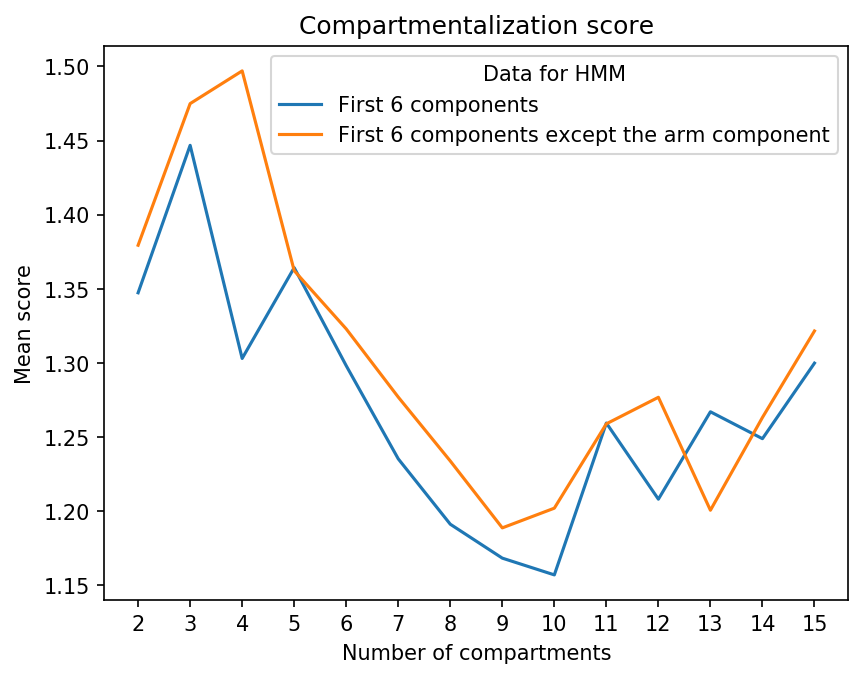 Compartmentalization score
Data for HMM
First 6 components
First 6 components except the arm component
Mean score
1.50
1.45
1.40
1.35
1.30
1.25
1.20
1.15
2 3 4 5 6 7 8 9 10 11 12 13 14 15
Number of compartments